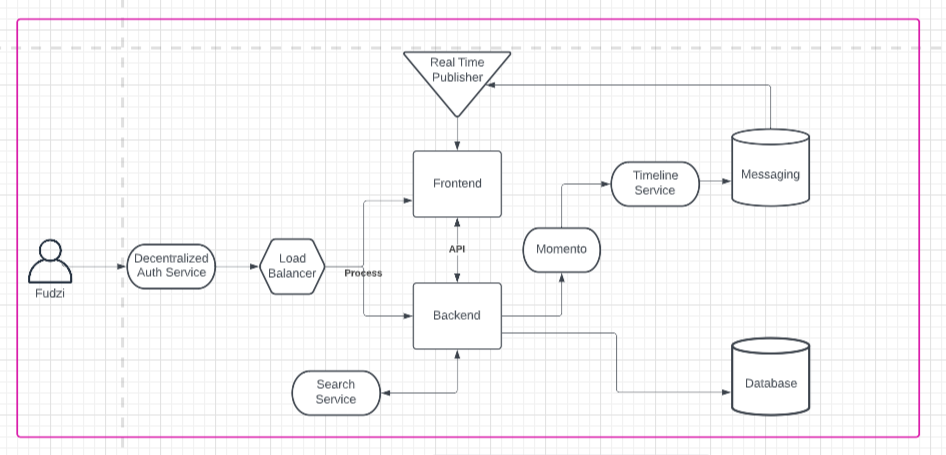 Real Time
Publisher
Frontend
Timeline
Service
Messaging
Decentralized
Auth Service
Load
Balancer
Process
API
Momento
Fudzi
Backend
Search
Service
Database